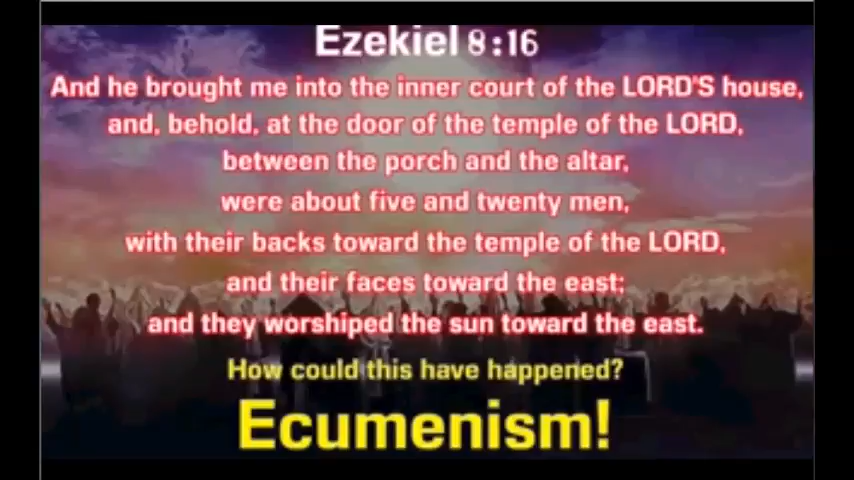 Ezekiel 8:16
And he brought me into the inner court of the LORD'S house,
and, behold, at the door of the temple of the LORD,
between the porch and the altar,
were about five and twenty men,
with their backs toward the temple of the LORD,
and their faces toward the east;
and they worshiped the sun toward the east.
How could this have happened?
Ecumenism!